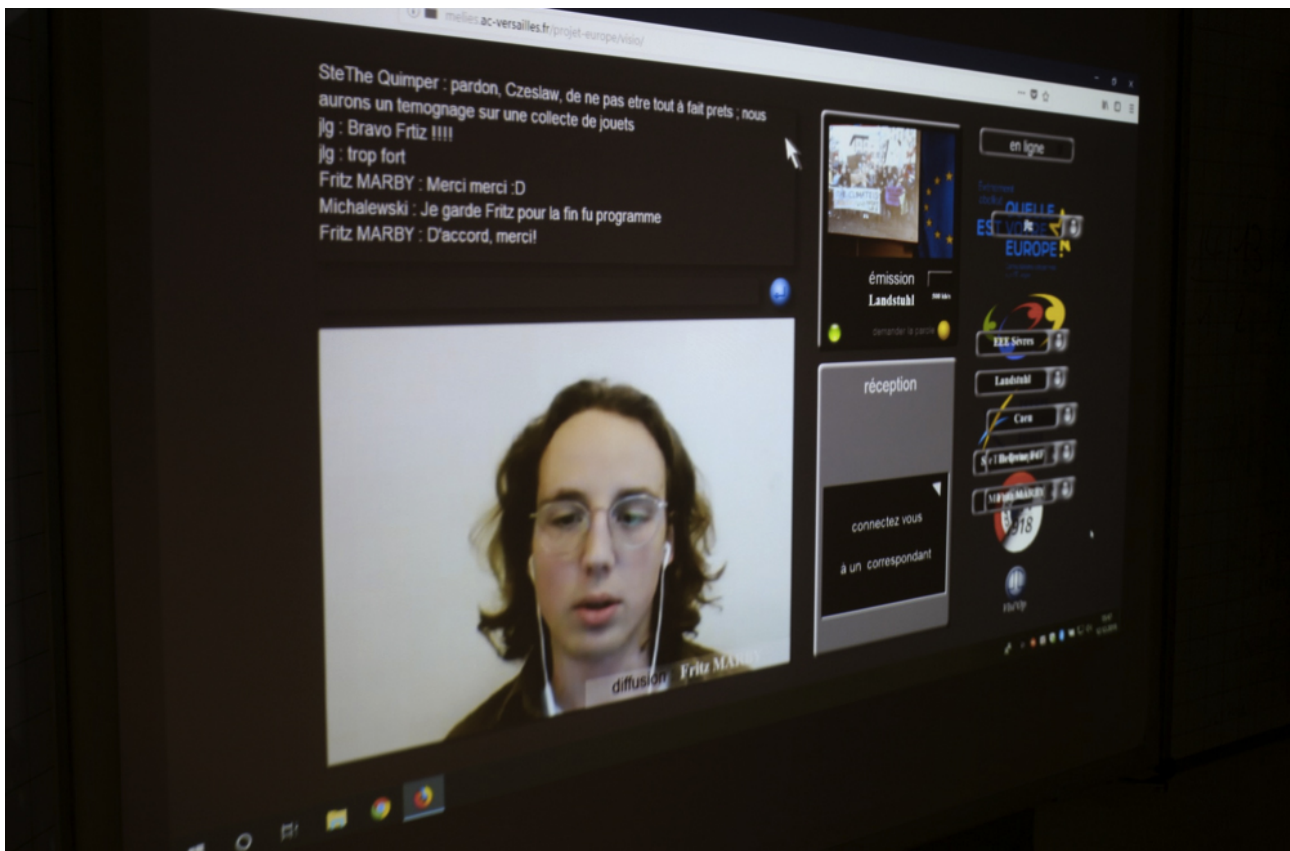 melies.ac-versailles.fr/projet-europe/visio/
SteThe Quimper : pardon, Czeslaw, de ne pas etre tout à fait prets ; nous
aurons un temognage sur une collecte de jouets
jlg : Bravo Frtiz !!!!
jlg : trop fort
Fritz MARBY : Merci merci :D
Michalewski : Je garde Fritz pour la fin fu programme
Fritz MARBY : D'accord, merci!
diffusion : Fritz MARBY
émission
Landstuhl
demander la parole
réception
connectez vous
à un correspondant
en ligne
QUELLE
EST VOTRE
EUROPE
EEE Sèvres
Landstuhl
Caen
MARBY
918